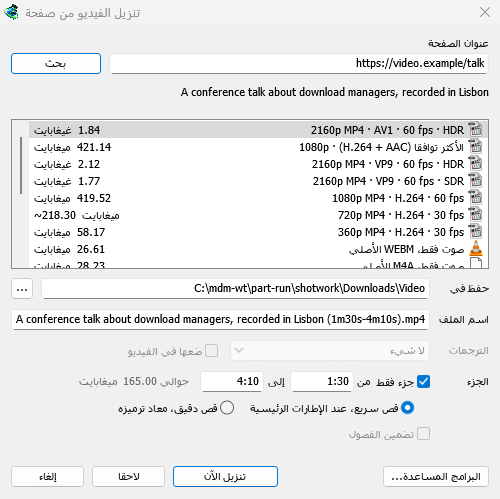 تنزيل الفيديو من صفحة
عنوان الصفحة
https://video.example/talk بحث
A conference talk about download managers, recorded in Lisbon
2160p MP4 · AV1 · 60 fps · HDR 1.84 غيغابايت
الأكثر توافقا (H.264 + AAC) · 1080p 421.14 ميغابايت
2160p MP4 · VP9 · 60 fps · HDR 2.12 غيغابايت
2160p MP4 · VP9 · 60 fps · SDR 1.77 غيغابايت
1080p MP4 · H.264 · 60 fps 419.52 ميغابايت
720p MP4 · H.264 · 30 fps ~218.30 ميغابايت
360p MP4 · H.264 · 30 fps 58.17 ميغابايت
صوت فقط، WEBM الأصلي 26.61 ميغابايت
صوت فقط، M4A الأصلي 28.23 ميغابايت
حفظ في C:\mdm-wt\part-run\shotwork\Downloads\Video ...
اسم الملف A conference talk about download managers, recorded in Lisbon (1m30s-4m10s).mp4
الترجمات لا شيء ضعها في الفيديو
الجزء جزء فقط من 1:30 إلى 4:10 حوالي 165.00 ميغابايت
قص سريع، عند الإطارات الرئيسية قص دقيق، معاد ترميزه
تضمين الفصول
البرامج المساعدة... تنزيل الآن لاحقا إلغاء